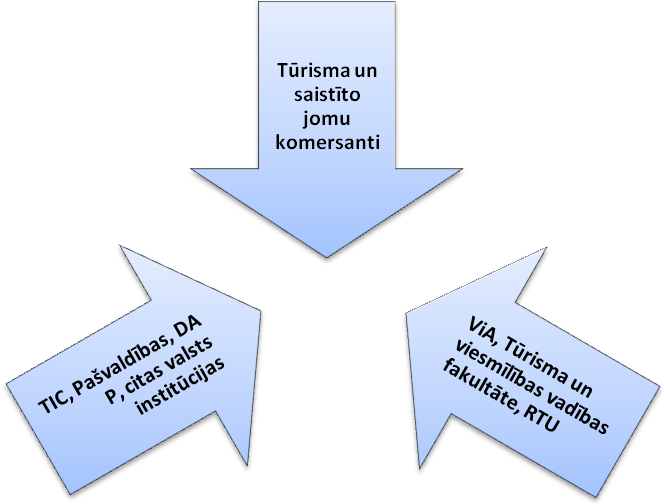 Tūrisma un
saistīto
jomu
komersanti
TIC, Pašvaldības, DA
P, citas valsts
institūcijas
ViA, Tūrisma un
viesmīlības vadības
fakultāte, RTU